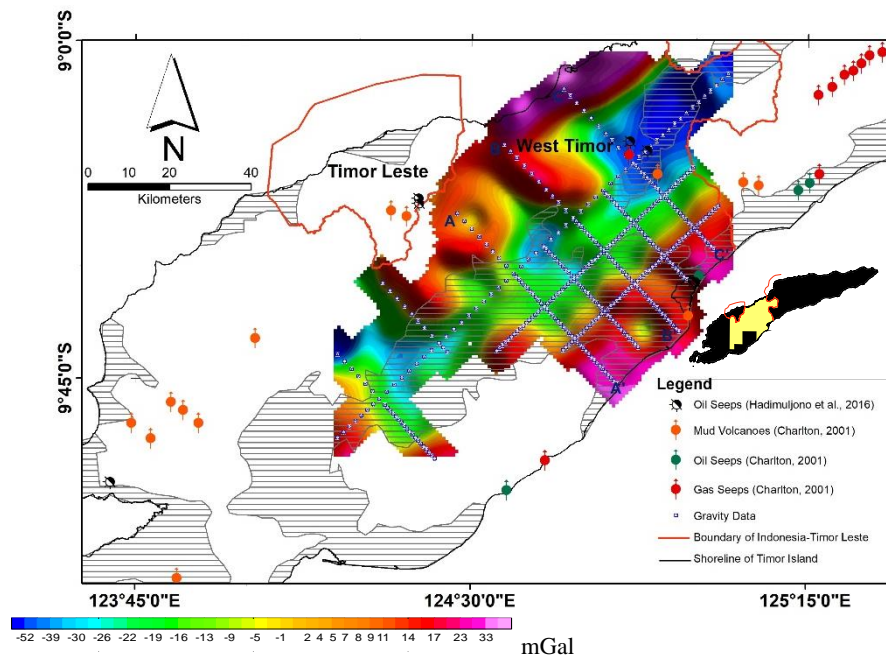 9°0'0"S
N
0 10 20 40
Kilometers
Timor Leste
West Timor
B
A
C'
B'
A'
9°45'0"S
Legend
Oil Seeps (Hadimuljono et al., 2016)
Mud Volcanoes (Charlton, 2001)
Oil Seeps (Charlton, 2001)
Gas Seeps (Charlton, 2001)
Gravity Data
Boundary of Indonesia-Timor Leste
Shoreline of Timor Island
123°45'0"E 124°30'0"E 125°15'0"E
-52 -39 -29 -26 -22 -19 -16 -13 -9 -5 -1 2 4 5 7 8 9 11 14 17 23 33
mGal